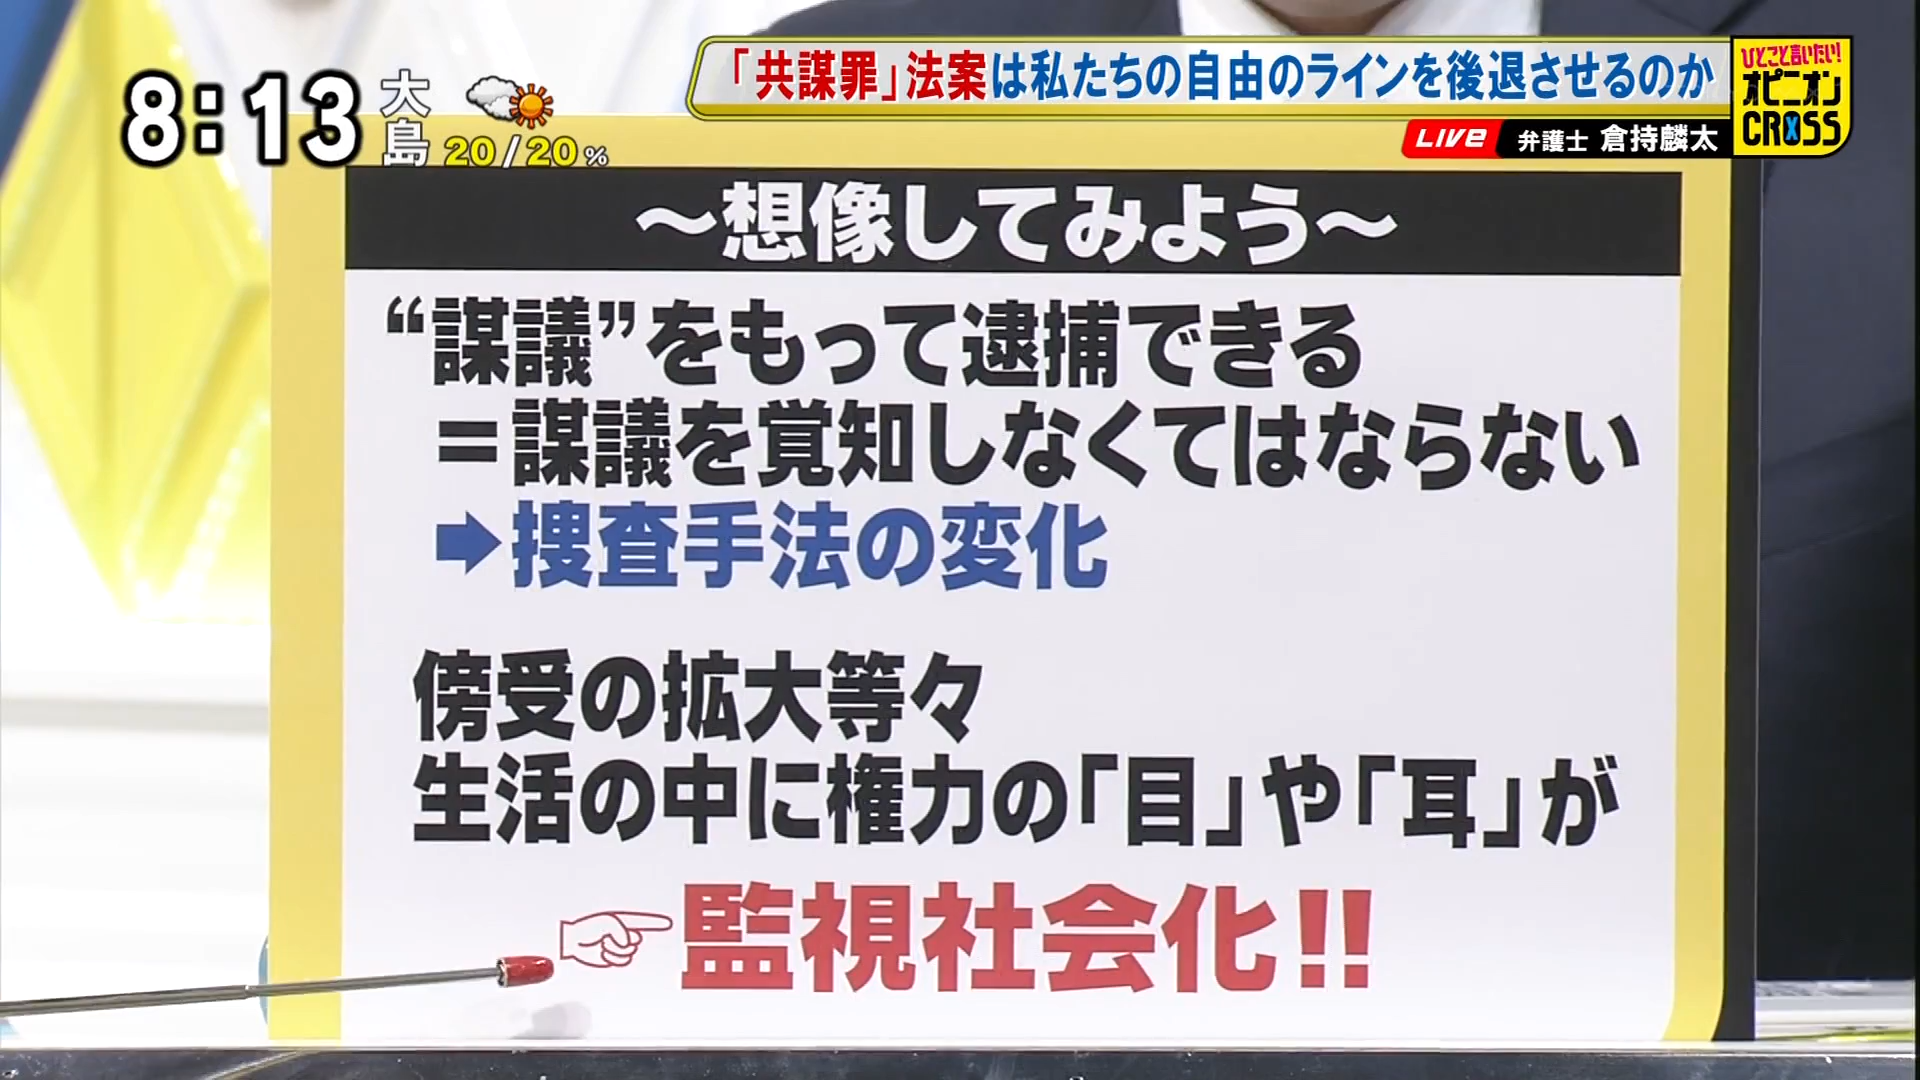 8:13
大島
20/20%
「共謀罪」法案は私たちの自由のラインを後退させるのか
ひとこと言いたい!
オピニオン
CROSS
LIVE 弁護士 倉持麟太
～想像してみよう～
“謀議”をもって逮捕できる
＝謀議を覚知しなくてはならない
➡捜査手法の変化
傍受の拡大等々
生活の中に権力の「目」や「耳」が
☞監視社会化!!